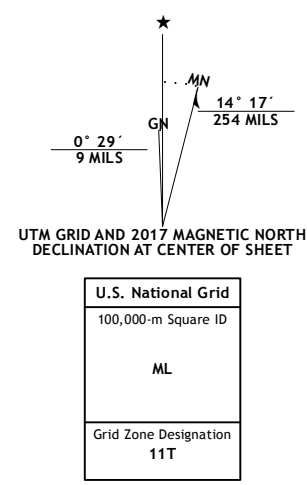 ★
MN
GN
14° 17´
254 MILS
0° 29´
9 MILS
UTM GRID AND 2017 MAGNETIC NORTH
DECLINATION AT CENTER OF SHEET
U.S. National Grid
100,000-m Square ID
ML
Grid Zone Designation
11T